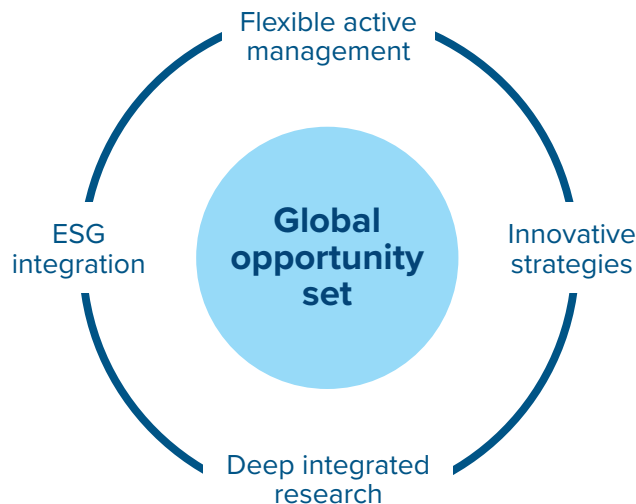 Flexible active
management
ESG
integration
Global
opportunity
set
Innovative
strategies
Deep integrated
research